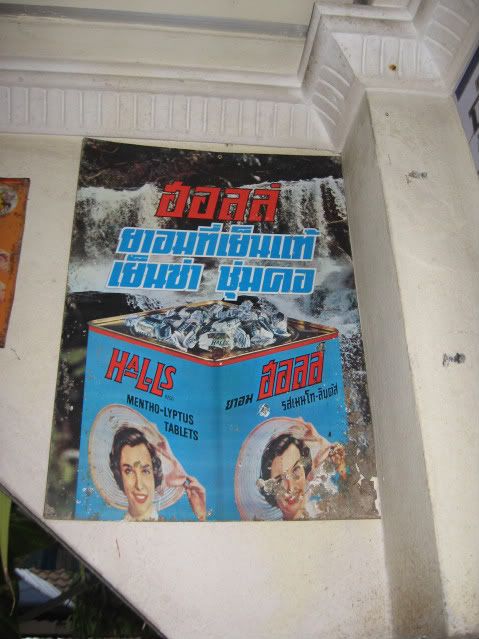 ฮอลล์
ยาอมที่เย็นแท้
เย็นซ่า ชุ่มคอ
HALLS
HALLS
MENTHO-LYPTUS
TABLETS
ยาอม ฮอลล์
รสเมนโท-ลิบตัส